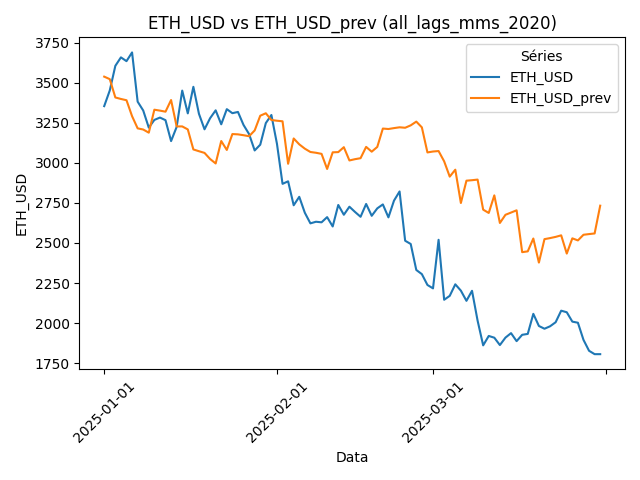 ETH_USD vs ETH_USD_prev (all_lags_mms_2020)
Séries
ETH_USD
ETH_USD_prev
ETH_USD
3750
3500
3250
3000
2750
2500
2250
2000
1750
2025-01-01
2025-02-01
2025-03-01
Data